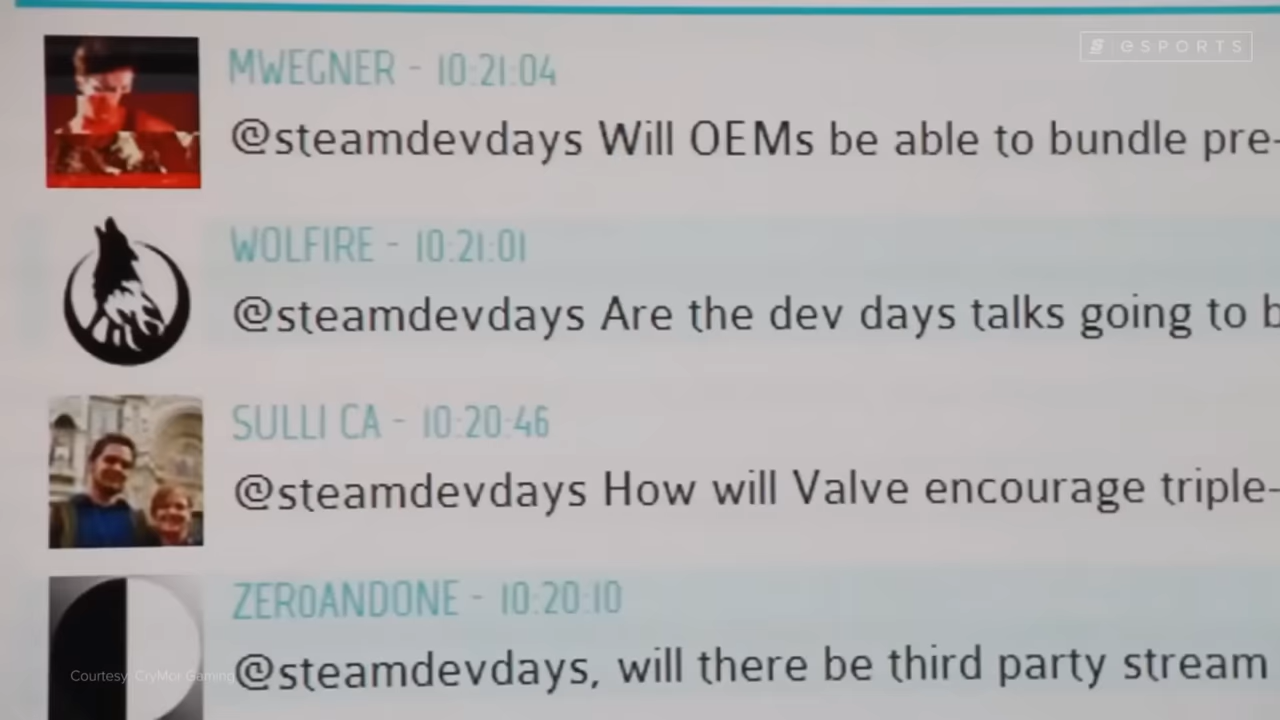 ESPORTS
MWEGNER - 10:21:04
@steamdevdays Will OEMs be able to bundle pre-
WOLFIRE - 10:21:01
@steamdevdays Are the dev days talks going to b
SULLI CA - 10:20:46
@steamdevdays How will Valve encourage triple-
ZER0ANDONE - 10:20:10
@steamdevdays, will there be third party stream
Courtesy: Gaming